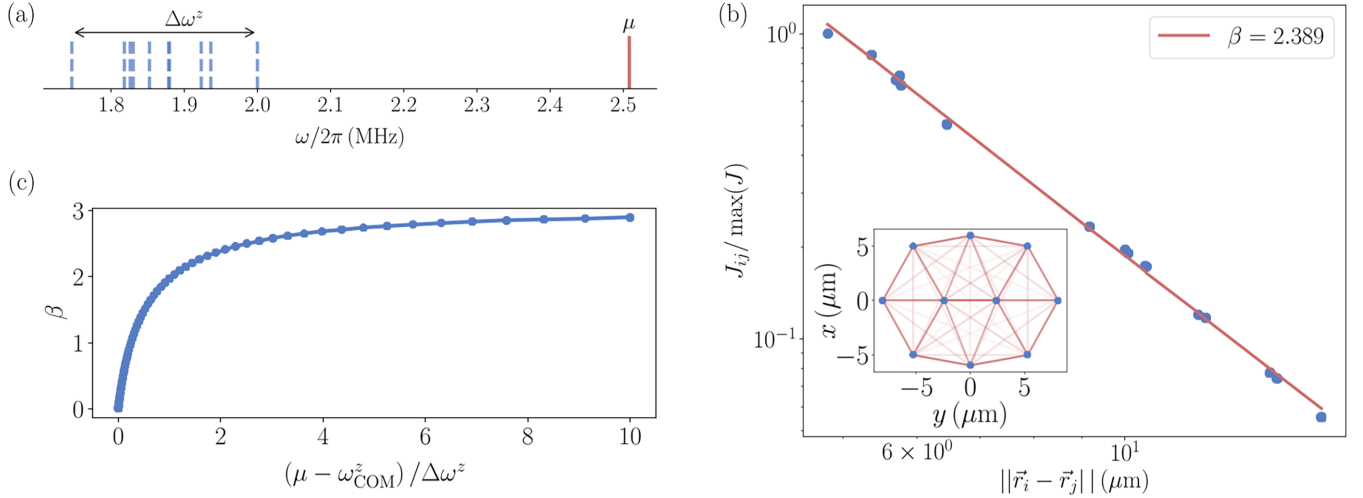 (a)
Δω^z
μ
1.8 1.9 2.0 2.1 2.2 2.3 2.4 2.5
ω/2π (MHz)
(c)
3
2
1
0
β
0 2 4 6 8 10
(μ − ω^z_COM) /Δω^z
(b)
β = 2.389
10^0
10^−1
J_ij/ max(J)
5
0
−5
x (μm)
−5 0 5
y (μm)
6 × 10^0 10^1
||r⃗_i − r⃗_j|| (μm)